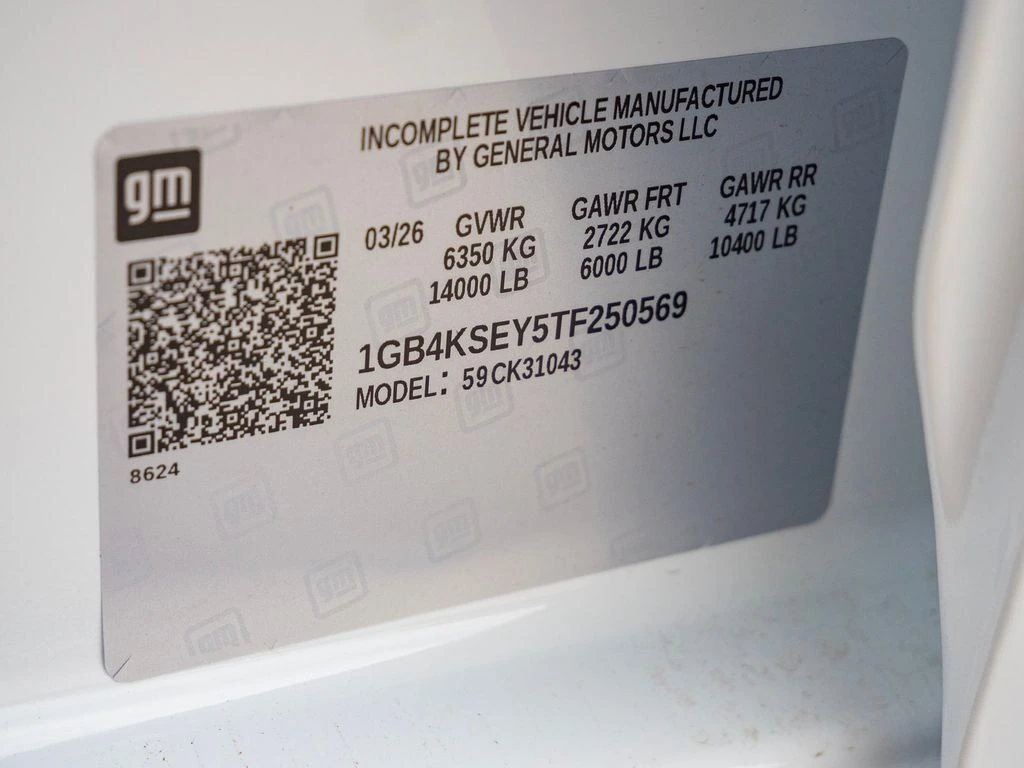 gm
INCOMPLETE VEHICLE MANUFACTURED
BY GENERAL MOTORS LLC
03/26 GVWR GAWR FRT GAWR RR
6350 KG 2722 KG 4717 KG
14000 LB 6000 LB 10400 LB
1GB4KSEY5TF250569
MODEL: 59CK31043
8624